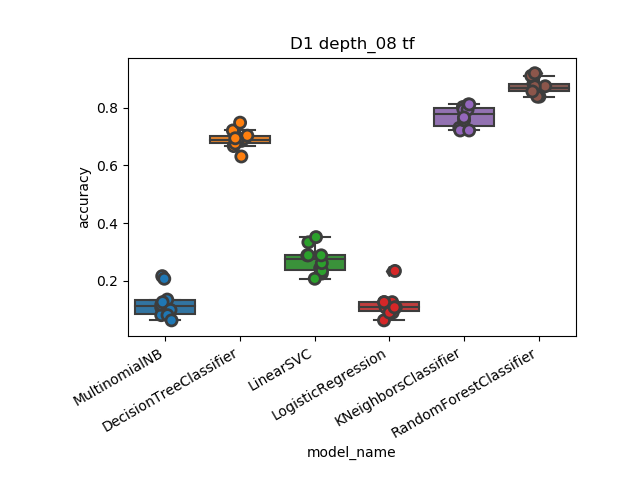 D1 depth_08 tf
accuracy
0.8
0.6
0.4
0.2
MultinomialNB
DecisionTreeClassifier
LinearSVC
LogisticRegression
KNeighborsClassifier
RandomForestClassifier
model_name